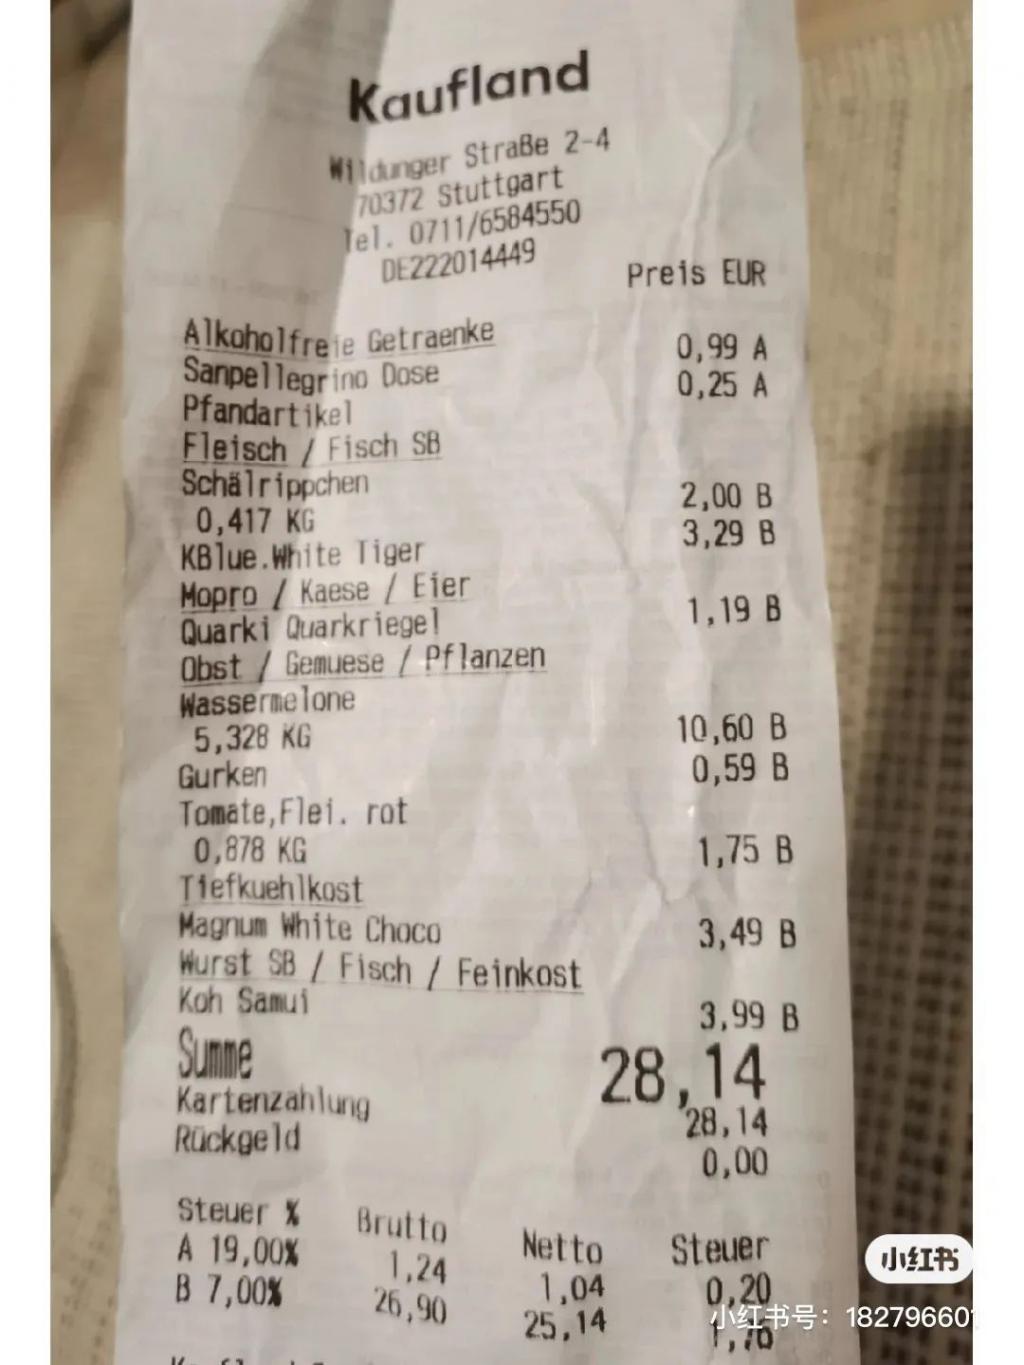 Kaufland
Wildunger Straße 2-4
70372 Stuttgart
Tel. 0711/6584550
DE222014449
Preis EUR
Alkoholfreie Getraenke
Sanpellegrino Dose 0,99 A
Pfandartikel 0,25 A
Fleisch / Fisch SB
Schälrippchen
0,417 KG 2,00 B
KBlue.White Tiger 3,29 B
Mopro / Kaese / Eier
Quarki Quarkriegel 1,19 B
Obst / Gemuese / Pflanzen
Wassermelone
5,328 KG 10,60 B
Gurken 0,59 B
Tomate,Flei. rot
0,878 KG 1,75 B
Tiefkuehlkost
Magnum White Choco 3,49 B
Wurst SB / Fisch / Feinkost
Koh Samui 3,99 B
Summe 28,14
Kartenzahlung 28,14
Rückgeld 0,00
Steuer % Brutto Netto Steuer
A 19,00% 1,24 1,04 0,20
B 7,00% 26,90 25,14 1,76
小红书
小红书号：18279660